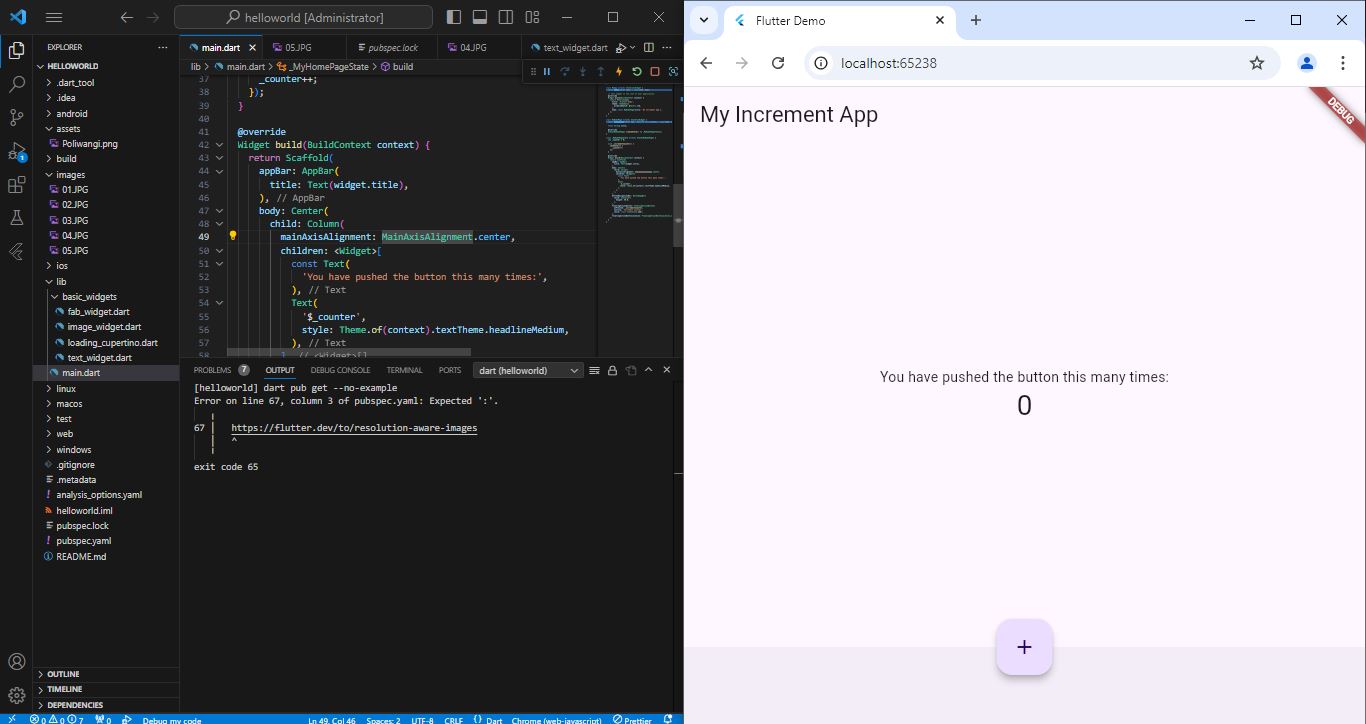 helloworld [Administrator]
EXPLORER
HELLOWORLD
.dart_tool
.idea
android
assets
Poliwangi.png
build
images
01.JPG
02.JPG
03.JPG
04.JPG
05.JPG
ios
lib
basic_widgets
fab_widget.dart
image_widget.dart
loading_cupertino.dart
text_widget.dart
main.dart
linux
macos
test
web
windows
.gitignore
.metadata
analysis_options.yaml
helloworld.iml
pubspec.lock
pubspec.yaml
README.md
OUTLINE
TIMELINE
DEPENDENCIES
main.dart 05.JPG pubspec.lock 04.JPG text_widget.dart
lib > main.dart > _MyHomePageState > build
37 _counter++;
38 });
39 }
40
41 @override
42 Widget build(BuildContext context) {
43 return Scaffold(
44 appBar: AppBar(
45 title: Text(widget.title),
46 ), // AppBar
47 body: Center(
48 child: Column(
49 mainAxisAlignment: MainAxisAlignment.center,
50 children: <Widget>[
51 const Text(
52 'You have pushed the button this many times:',
53 ), // Text
54 Text(
55 '$_counter',
56 style: Theme.of(context).textTheme.headlineMedium,
57 ), // Text
58 ], // <Widget>[]
PROBLEMS 7 OUTPUT DEBUG CONSOLE TERMINAL PORTS dart (helloworld)
[helloworld] dart pub get --no-example
Error on line 67, column 3 of pubspec.yaml: Expected ':'.
67 | https://flutter.dev/to/resolution-aware-images
^
exit code 65
0 0 7 0 Debug my code Ln 49, Col 46 Spaces: 2 UTF-8 CRLF {} Dart Chrome (web-javascript) Prettier
Flutter Demo
localhost:65238
My Increment App
DEBUG
You have pushed the button this many times:
0
+